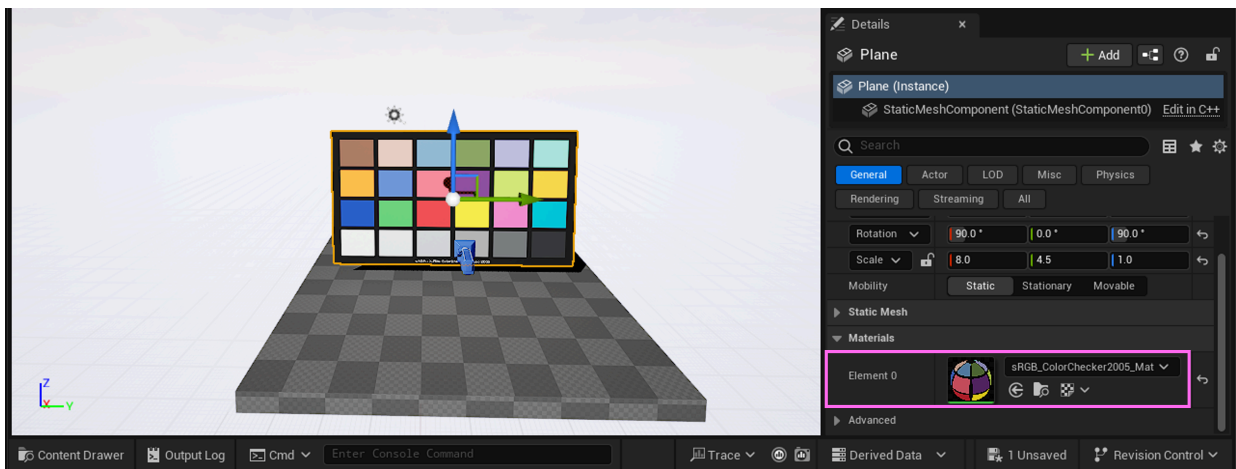 Details
Plane
Add
Plane (Instance)
StaticMeshComponent (StaticMeshComponent0) Edit in C++
Search
General Actor LOD Misc Physics
Rendering Streaming All
Rotation 90.0 ° 0.0 ° 90.0 °
Scale 8.0 4.5 1.0
Mobility Static Stationary Movable
Static Mesh
Materials
Element 0 sRGB_ColorChecker2005_Mat
Advanced
Z
X Y
Content Drawer Output Log Cmd Enter Console Command Trace Derived Data 1 Unsaved Revision Control